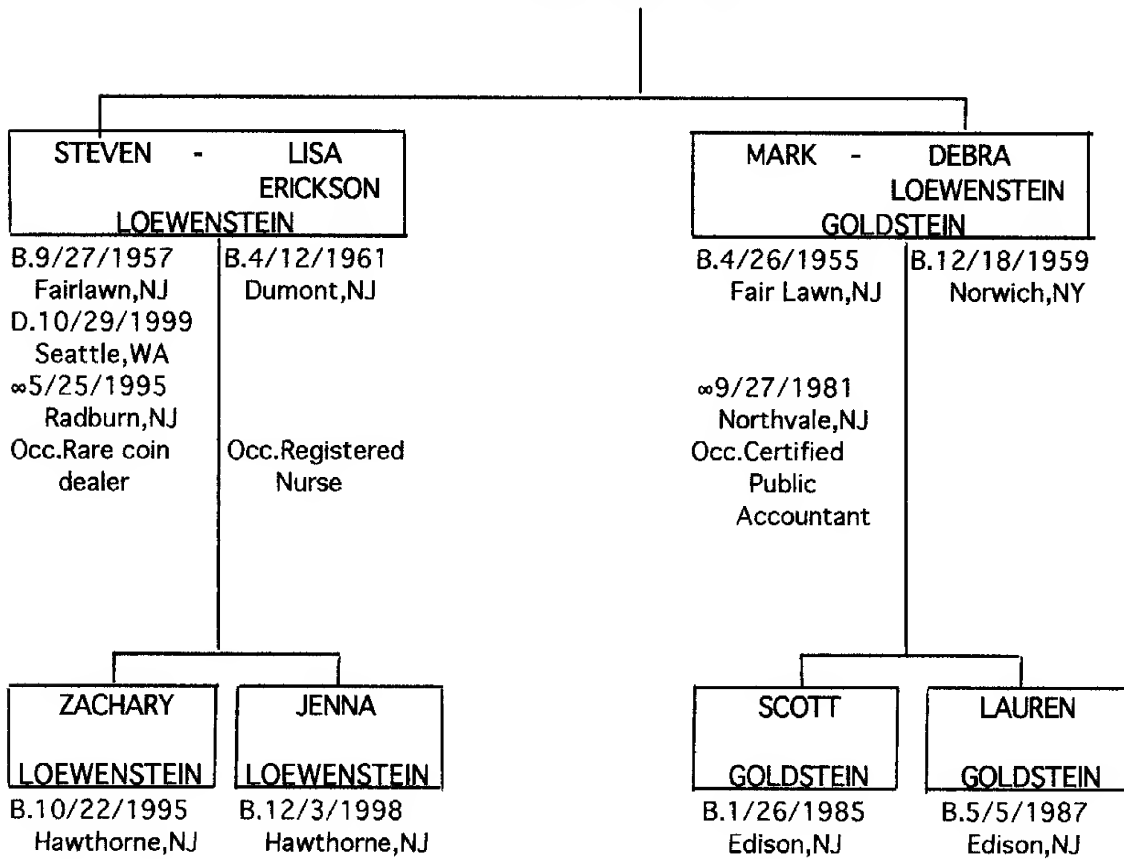 STEVEN - LISA
ERICKSON
LOEWENSTEIN
B.9/27/1957
Fairlawn,NJ
D.10/29/1999
Seattle,WA
∞5/25/1995
Radburn,NJ
Occ.Rare coin
dealer
B.4/12/1961
Dumont,NJ
Occ.Registered
Nurse
MARK - DEBRA
LOEWENSTEIN
GOLDSTEIN
B.4/26/1955
Fair Lawn,NJ
∞9/27/1981
Northvale,NJ
Occ.Certified
Public
Accountant
B.12/18/1959
Norwich,NY
ZACHARY
LOEWENSTEIN
B.10/22/1995
Hawthorne,NJ
JENNA
LOEWENSTEIN
B.12/3/1998
Hawthorne,NJ
SCOTT
GOLDSTEIN
B.1/26/1985
Edison,NJ
LAUREN
GOLDSTEIN
B.5/5/1987
Edison,NJ